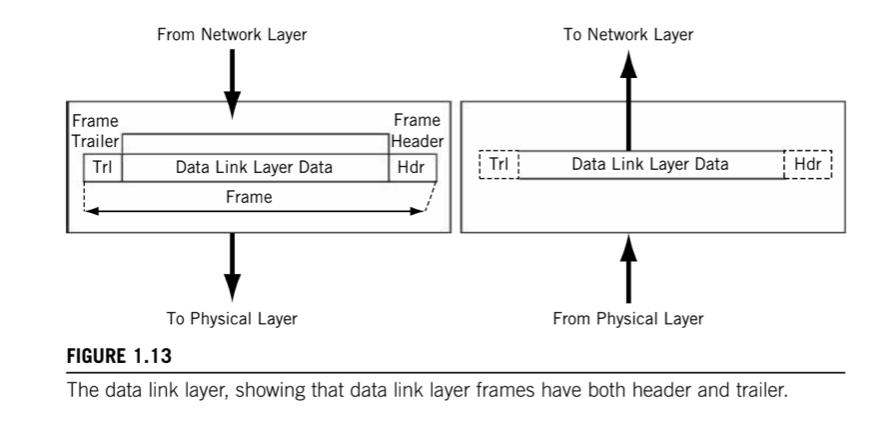 From Network Layer
Frame Trailer
Frame Header
Trl
Data Link Layer Data
Hdr
Frame
To Physical Layer
To Network Layer
Trl
Data Link Layer Data
Hdr
From Physical Layer
FIGURE 1.13
The data link layer, showing that data link layer frames have both header and trailer.